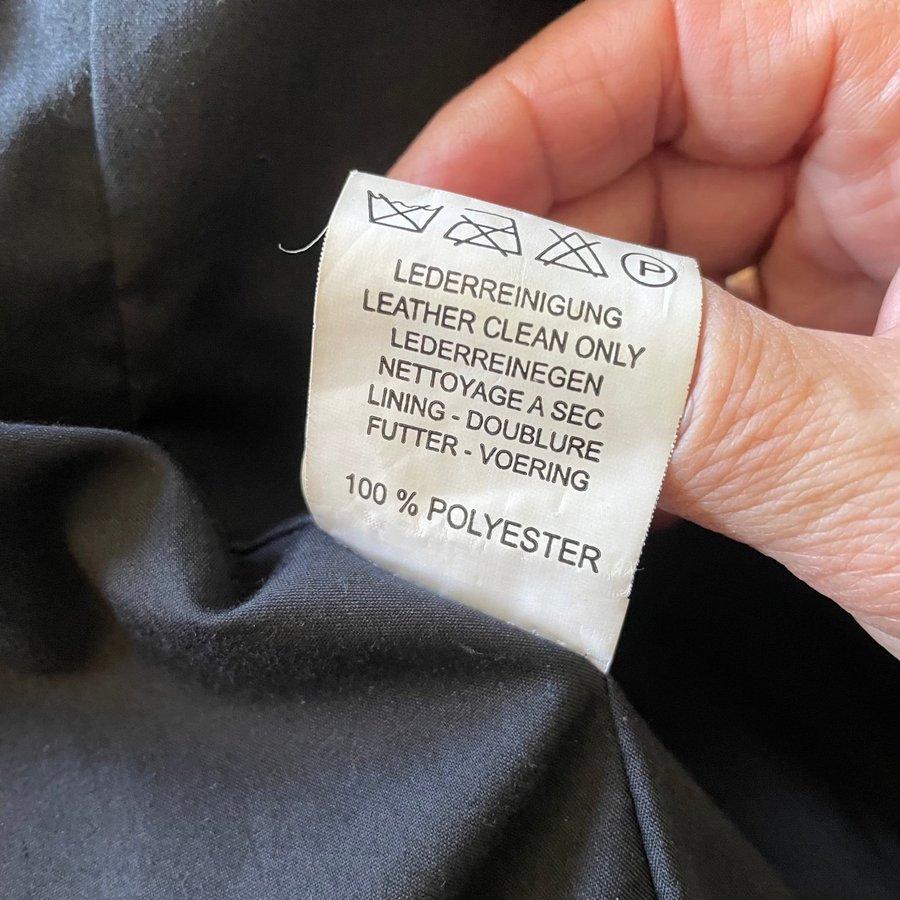 P
LEDERREINIGUNG
LEATHER CLEAN ONLY
LEDERREINEGEN
NETTOYAGE A SEC
LINING - DOUBLURE
FUTTER - VOERING
100 % POLYESTER